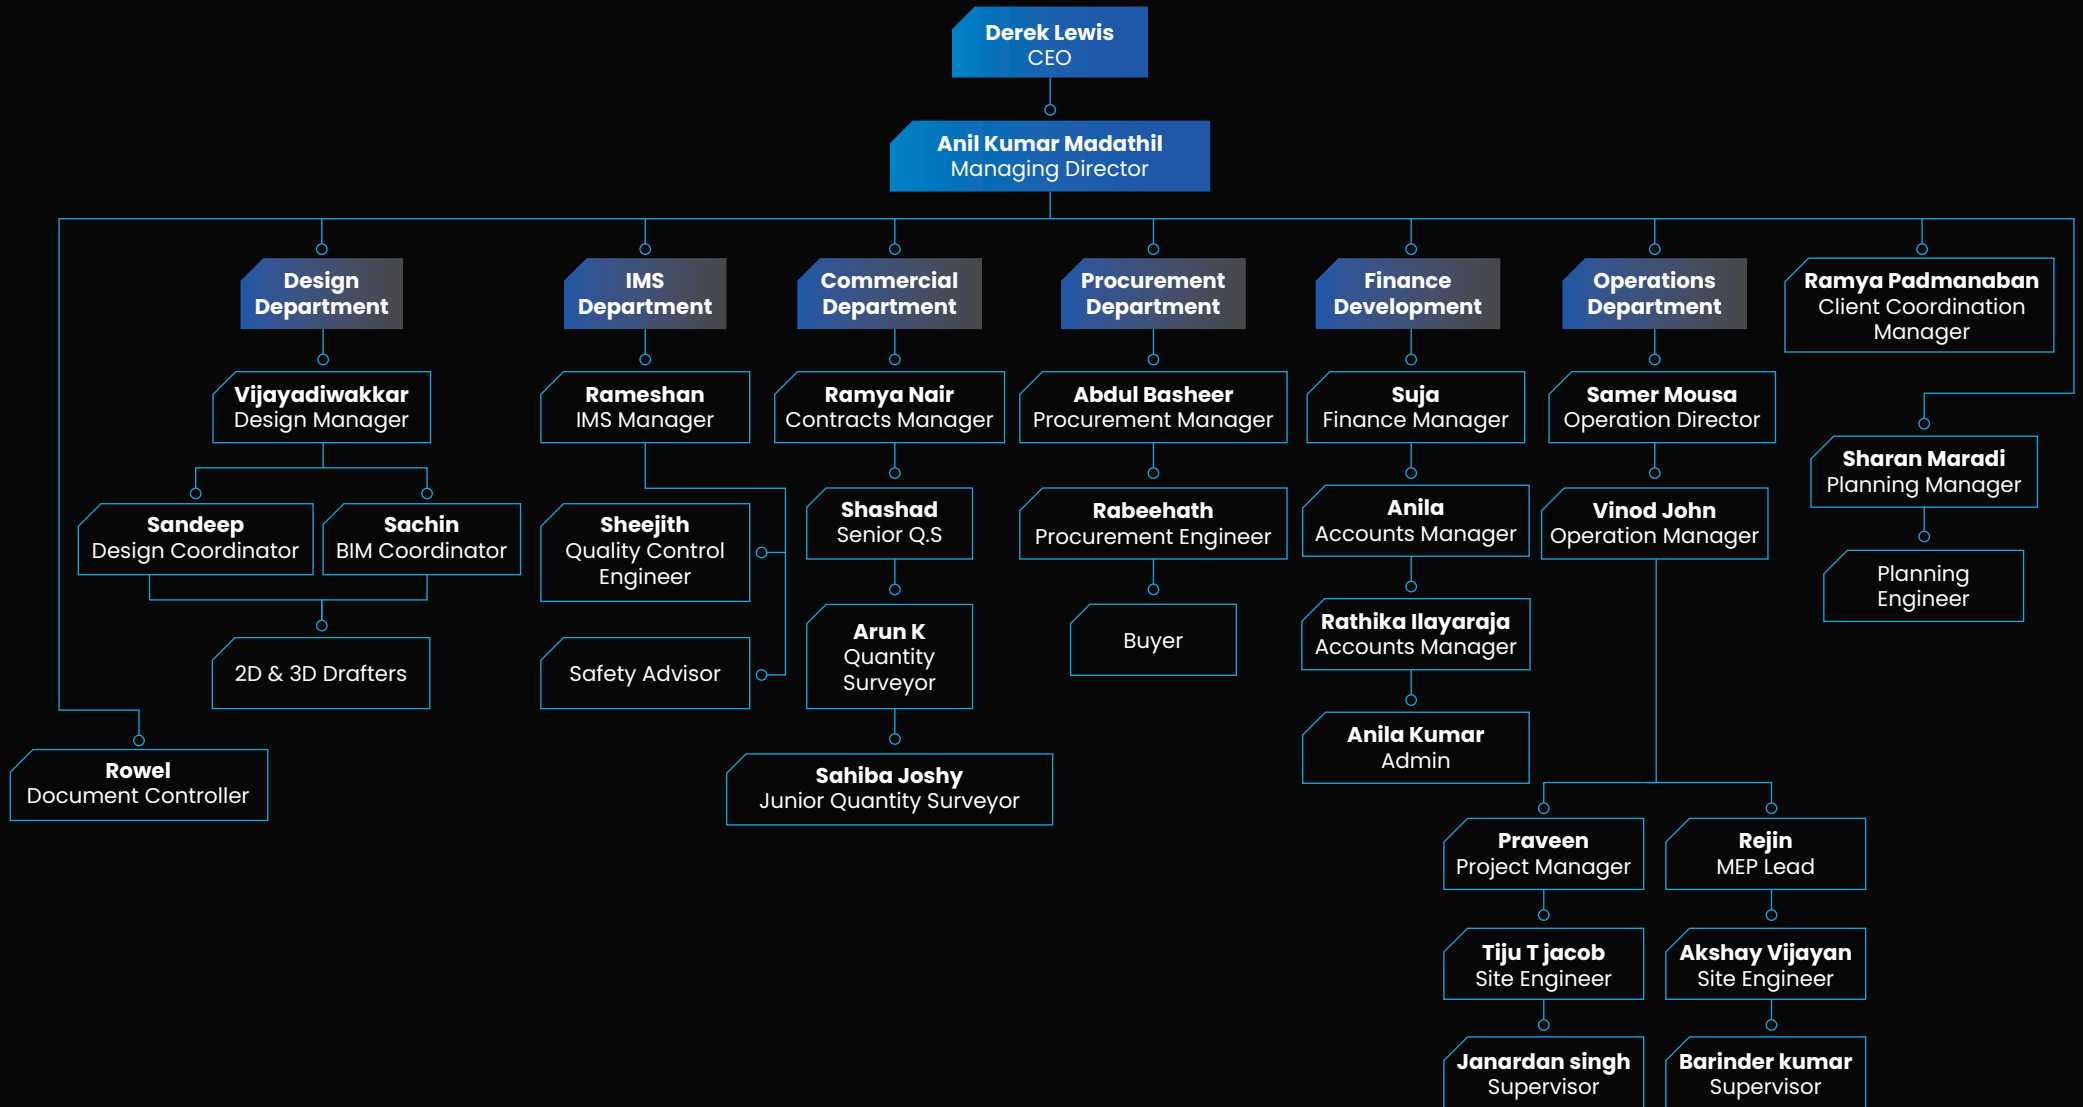 Derek Lewis
CEO
Anil Kumar Madathil
Managing Director
Design
Department
IMS
Department
Commercial
Department
Procurement
Department
Finance
Development
Operations
Department
Ramya Padmanaban
Client Coordination
Manager
Vijayadiwakkar
Design Manager
Rameshan
IMS Manager
Ramya Nair
Contracts Manager
Abdul Basheer
Procurement Manager
Suja
Finance Manager
Samer Mousa
Operation Director
Sharan Maradi
Planning Manager
Sandeep
Design Coordinator
Sachin
BIM Coordinator
Sheejith
Quality Control
Engineer
Shashad
Senior Q.S
Rabeehath
Procurement Engineer
Anila
Accounts Manager
Vinod John
Operation Manager
Planning
Engineer
2D & 3D Drafters
Safety Advisor
Arun K
Quantity
Surveyor
Buyer
Rathika Ilayaraja
Accounts Manager
Anila Kumar
Admin
Rowel
Document Controller
Sahiba Joshy
Junior Quantity Surveyor
Praveen
Project Manager
Rejin
MEP Lead
Tiju T jacob
Site Engineer
Akshay Vijayan
Site Engineer
Janardan singh
Supervisor
Barinder kumar
Supervisor